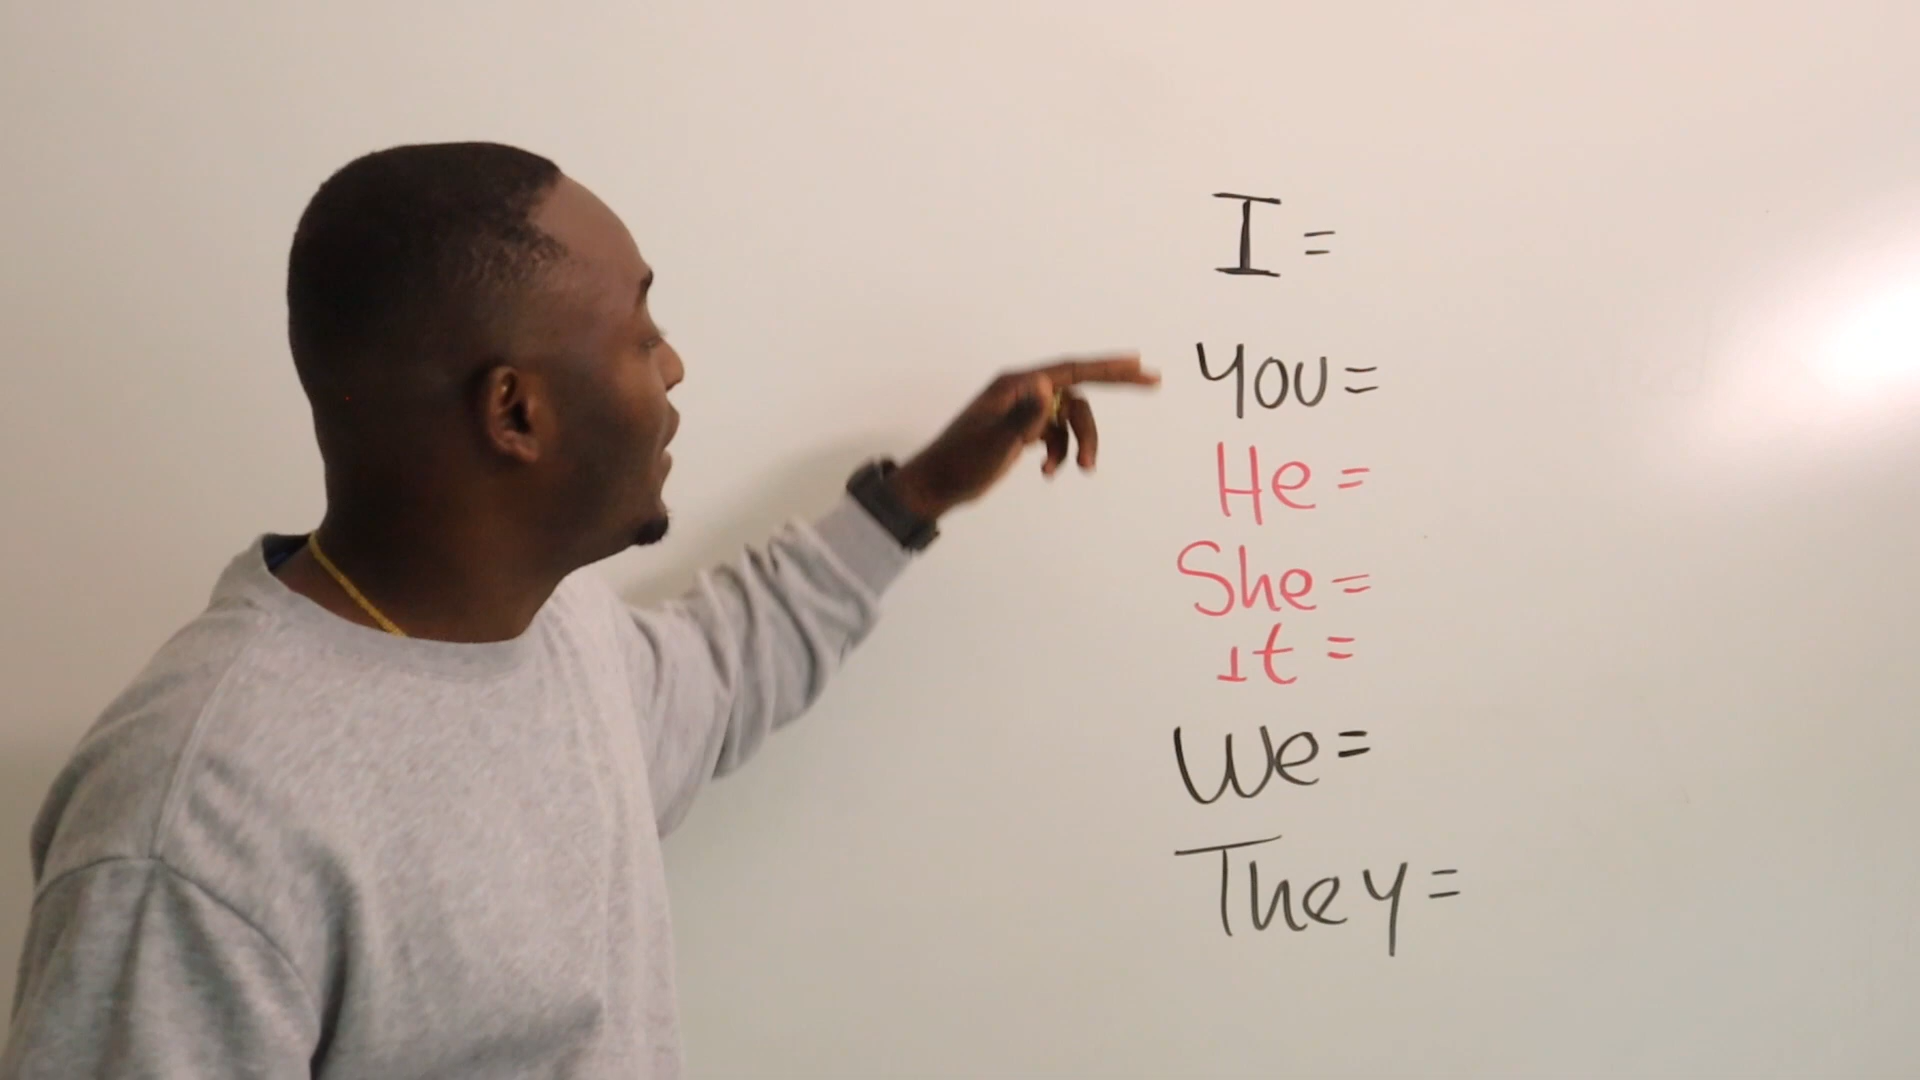 I =
YOU =
He =
She =
It =
We =
They =